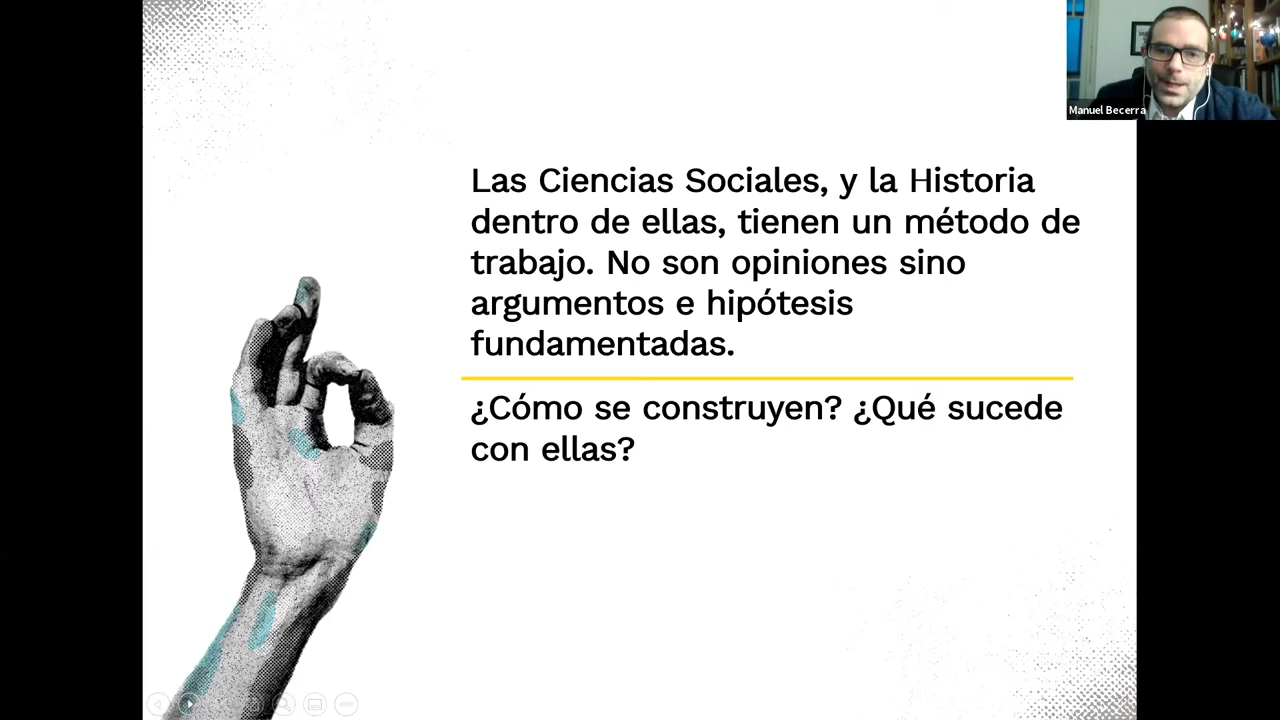 Manuel Becerra
Las Ciencias Sociales, y la Historia
dentro de ellas, tienen un método de
trabajo. No son opiniones sino
argumentos e hipótesis
fundamentadas.
¿Cómo se construyen? ¿Qué sucede
con ellas?